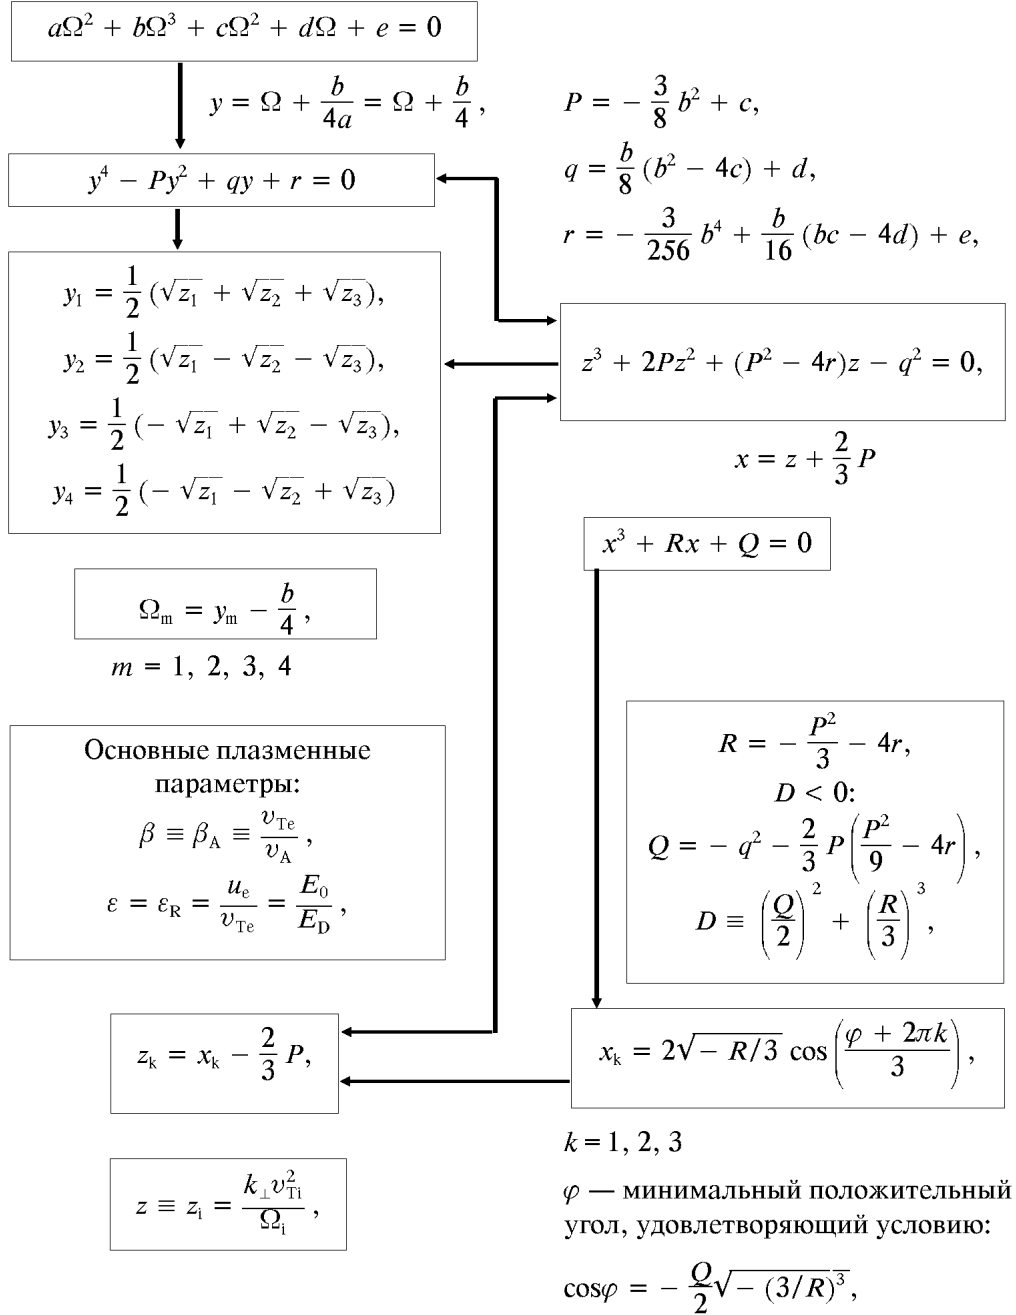 aΩ² + bΩ³ + cΩ² + dΩ + e = 0
y = Ω + b/4a = Ω + b/4,
y⁴ − Py² + qy + r = 0
y₁ = 1/2 (√z₁ + √z₂ + √z₃),
y₂ = 1/2 (√z₁ − √z₂ − √z₃),
y₃ = 1/2 (− √z₁ + √z₂ − √z₃),
y₄ = 1/2 (− √z₁ − √z₂ + √z₃)
Ωₘ = yₘ − b/4,
m = 1, 2, 3, 4
Основные плазменные
параметры:
β ≡ β_A ≡ υ_Te/υ_A,
ε = ε_R = u_e/υ_Te = E₀/E_D,
z_k = x_k − 2/3 P,
z ≡ z_i = k_⊥υ²_Ti/Ω_i,
P = − 3/8 b² + c,
q = b/8 (b² − 4c) + d,
r = − 3/256 b⁴ + b/16 (bc − 4d) + e,
z³ + 2Pz² + (P² − 4r)z − q² = 0,
x = z + 2/3 P
x³ + Rx + Q = 0
R = − P²/3 − 4r,
D < 0:
Q = − q² − 2/3 P(P²/9 − 4r),
D ≡ (Q/2)² + (R/3)³,
x_k = 2√(− R/3) cos((φ + 2πk)/3),
k = 1, 2, 3
φ — минимальный положительный
угол, удовлетворяющий условию:
cosφ = − Q/2 √(− (3/R)³),